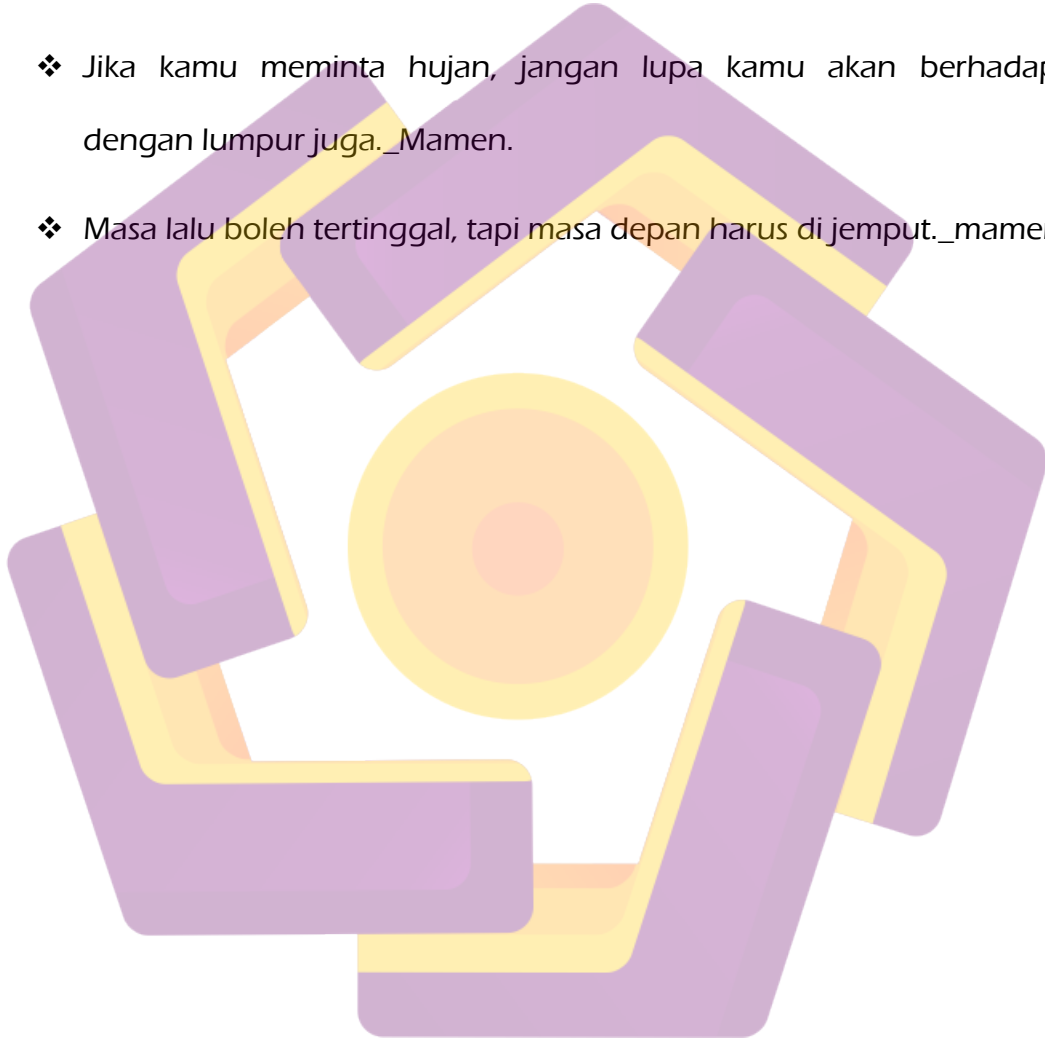 ❖ Jika kamu meminta hujan, jangan lupa kamu akan berhadap
dengan lumpur juga._Mamen.
❖ Masa lalu boleh tertinggal, tapi masa depan harus di jemput._mamen